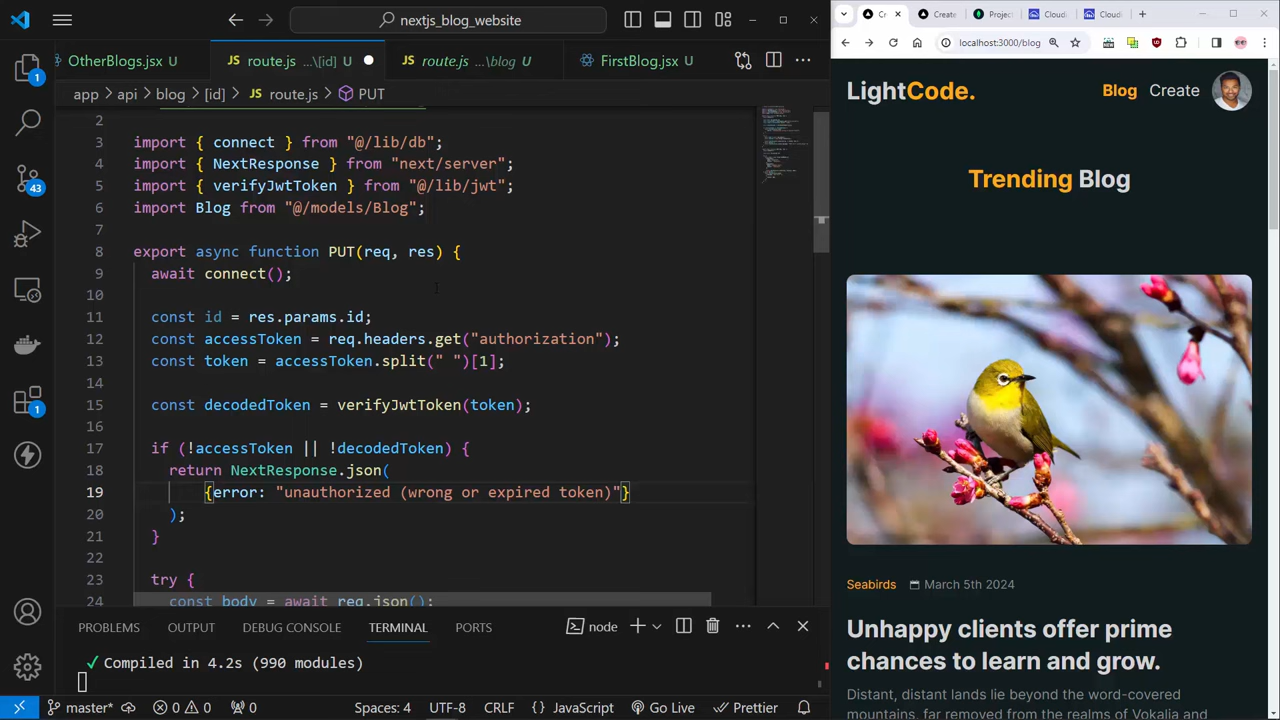 nextjs_blog_website
OtherBlogs.jsx U
route.js ...\[id] U
route.js ...\blog U
FirstBlog.jsx U
app > api > blog > [id] > JS route.js > PUT
2
3 import { connect } from "@/lib/db";
4 import { NextResponse } from "next/server";
5 import { verifyJwtToken } from "@/lib/jwt";
6 import Blog from "@/models/Blog";
7
8 export async function PUT(req, res) {
9 await connect();
10
11 const id = res.params.id;
12 const accessToken = req.headers.get("authorization");
13 const token = accessToken.split(" ")[1];
14
15 const decodedToken = verifyJwtToken(token);
16
17 if (!accessToken || !decodedToken) {
18 return NextResponse.json(
19 {error: "unauthorized (wrong or expired token)"}
20 );
21 }
22
23 try {
24 const body = await req.json();
PROBLEMS OUTPUT DEBUG CONSOLE TERMINAL PORTS node
✓ Compiled in 4.2s (990 modules)
1
43
1
master* 0 0 0 Spaces: 4 UTF-8 CRLF {} JavaScript Go Live Prettier
Cr
Create
Project
Cloudi
Cloudi
localhost:3000/blog
LightCode.
Blog Create
Trending Blog
Seabirds March 5th 2024
Unhappy clients offer prime
chances to learn and grow.
Distant, distant lands lie beyond the word-covered
mountains, far removed from the realms of Vokalia and